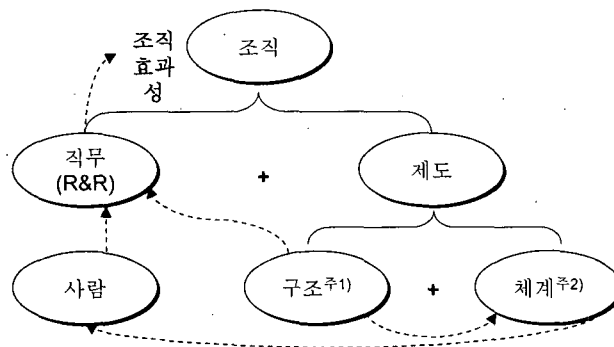 조직
효과
성
조직
직무
(R&R)
+
제도
사람
구조주1)
+
체계주2)